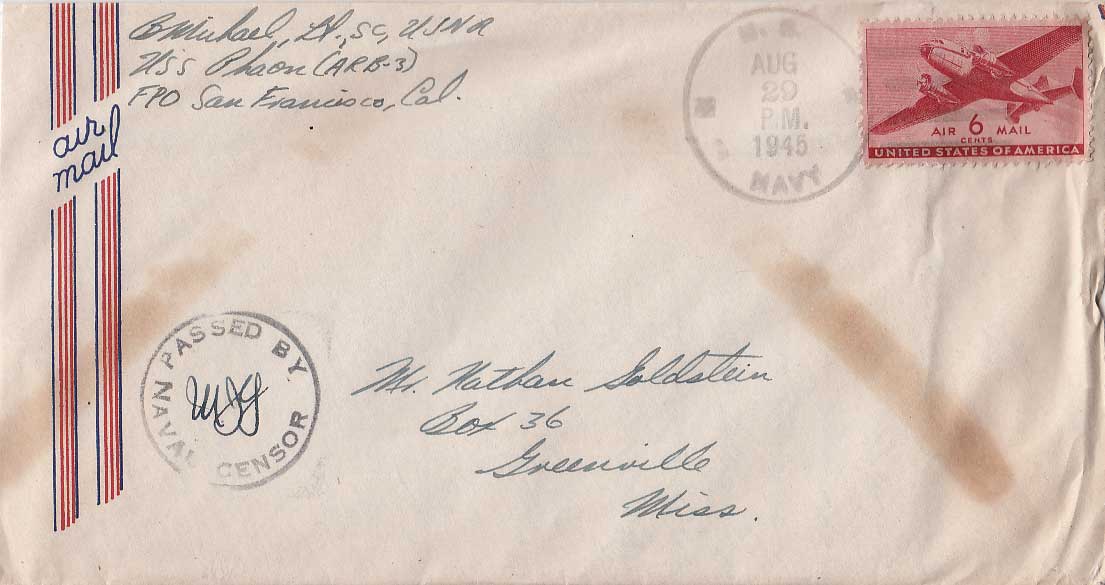 B Michael, Lt., SC, USNR
USS Phaon (ARB-3)
FPO San Francisco, Cal.
air
mail
U.S.
AUG
29
P.M.
1945
NAVY
AIR 6 MAIL
CENTS
UNITED STATES OF AMERICA
PASSED BY
NAVAL CENSOR
Mr. Nathan Goldstein
Box 36
Greenville
Miss.